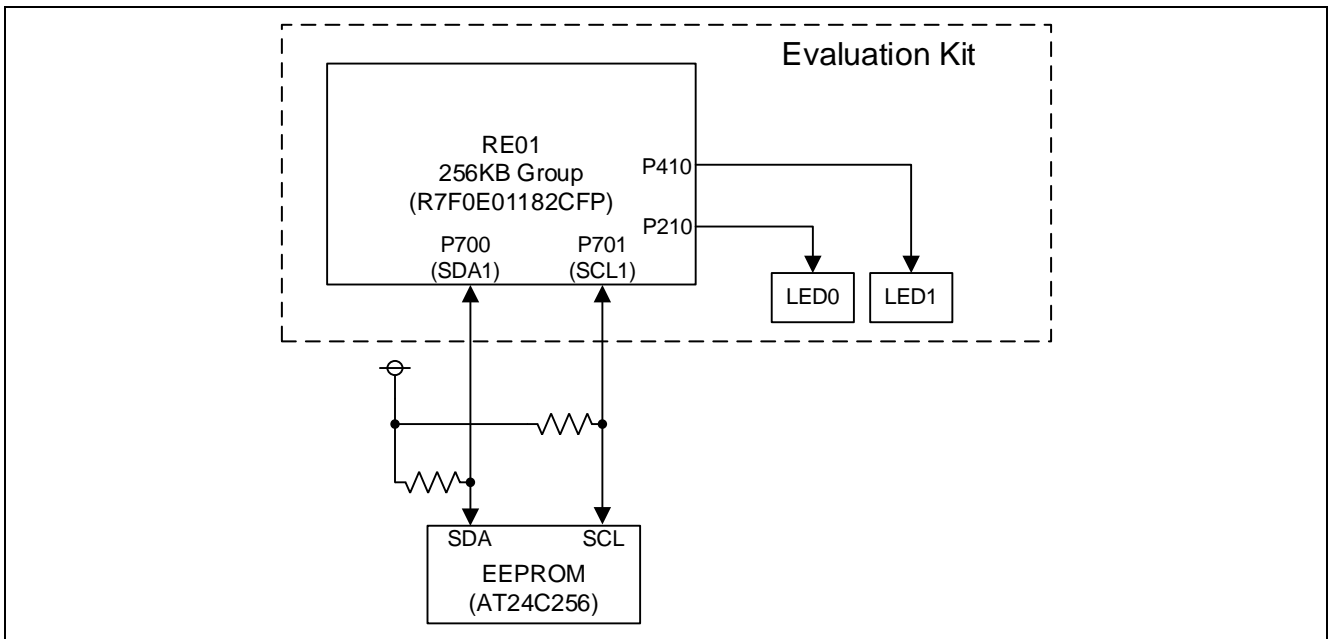 Evaluation Kit
RE01
256KB Group
(R7F0E01182CFP)
P410
P210
P700
(SDA1)
P701
(SCL1)
LED0
LED1
SDA
SCL
EEPROM
(AT24C256)